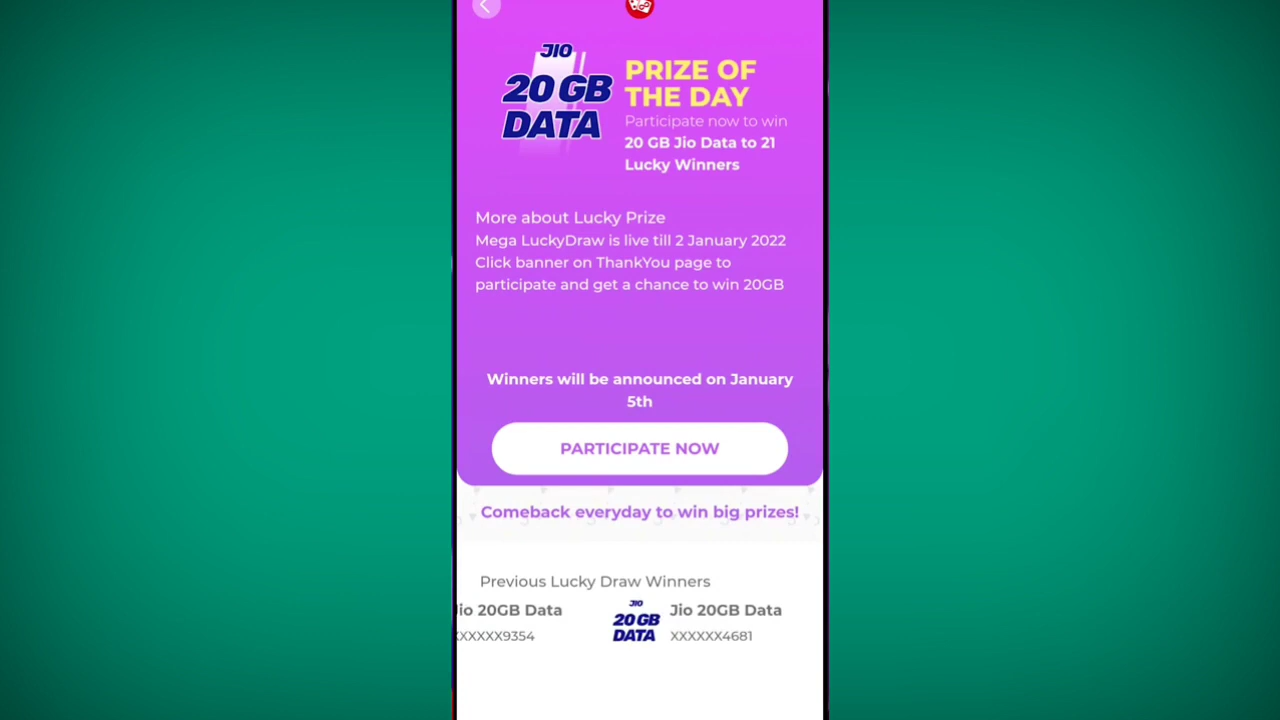 JIO
20 GB
DATA
PRIZE OF
THE DAY
Participate now to win
20 GB Jio Data to 21
Lucky Winners
More about Lucky Prize
Mega LuckyDraw is live till 2 January 2022
Click banner on ThankYou page to
participate and get a chance to win 20GB
Winners will be announced on January
5th
PARTICIPATE NOW
Comeback everyday to win big prizes!
Previous Lucky Draw Winners
Jio 20GB Data
XXXXXX9354
JIO
20 GB
DATA
Jio 20GB Data
XXXXXX4681